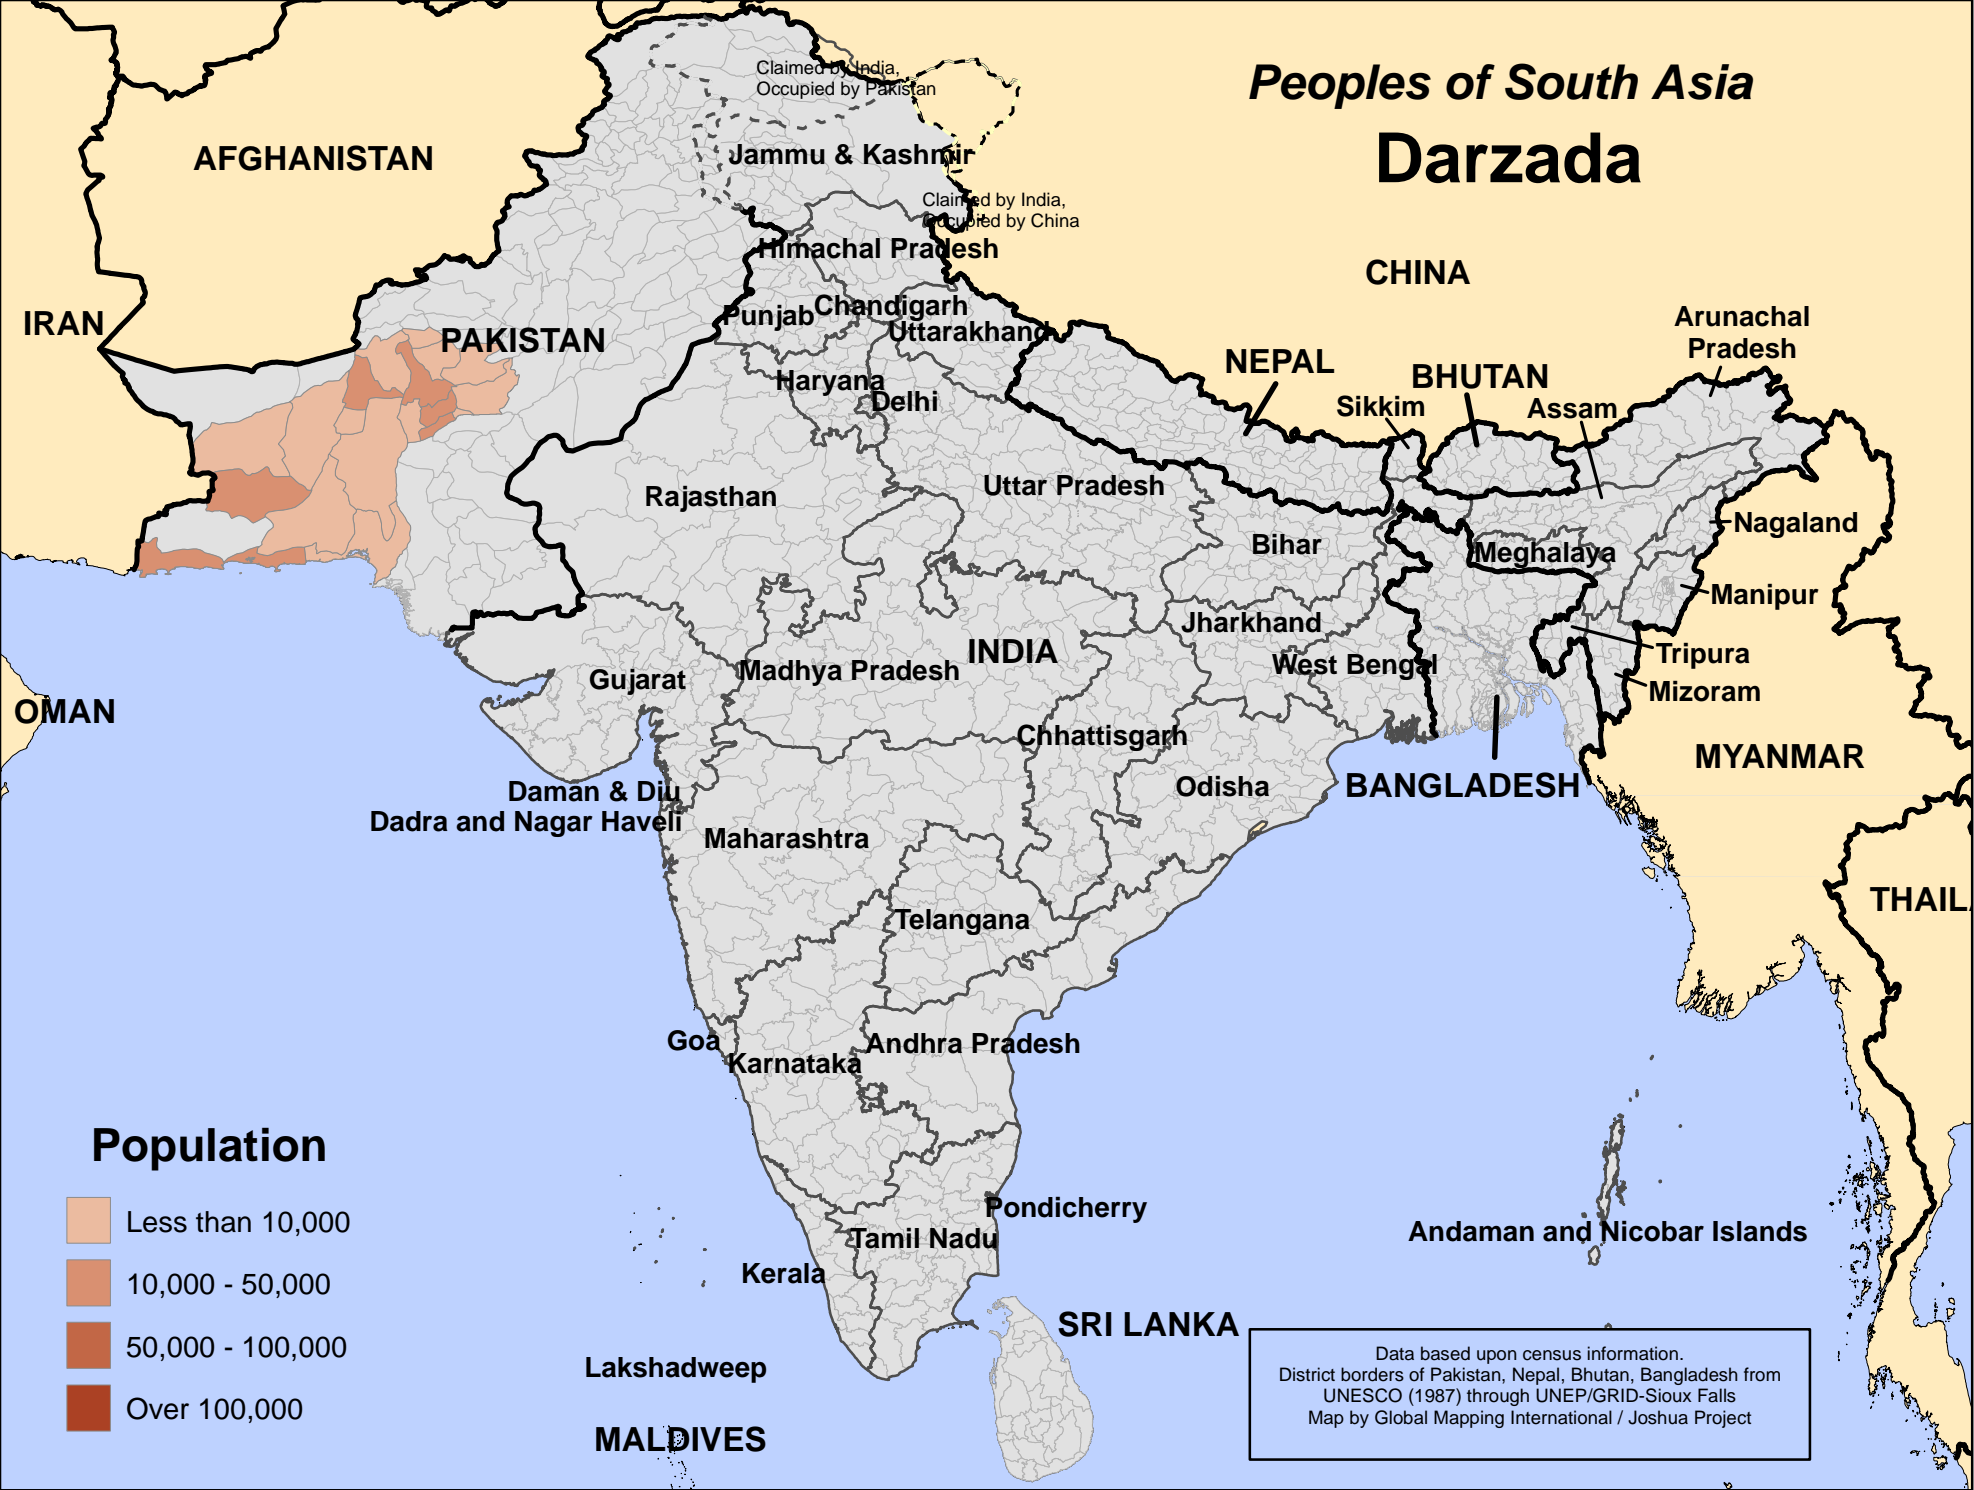 Peoples of South Asia
Darzada
Claimed by India,
Occupied by Pakistan
AFGHANISTAN
Jammu & Kashmir
Claimed by India,
Occupied by China
Himachal Pradesh
CHINA
IRAN
PAKISTAN
Punjab
Chandigarh
Uttarakhand
Arunachal
Pradesh
NEPAL
BHUTAN
Haryana
Delhi
Sikkim
Assam
Rajasthan
Uttar Pradesh
Nagaland
Bihar
Meghalaya
Manipur
Jharkhand
INDIA
Tripura
West Bengal
Gujarat
Madhya Pradesh
Mizoram
OMAN
Chhattisgarh
MYANMAR
Odisha
BANGLADESH
Daman & Diu
Dadra and Nagar Haveli
Maharashtra
THAIL
Telangana
Goa
Karnataka
Andhra Pradesh
Population
Less than 10,000
10,000 - 50,000
50,000 - 100,000
Over 100,000
Pondicherry
Tamil Nadu
Kerala
Andaman and Nicobar Islands
SRI LANKA
Lakshadweep
MALDIVES
Data based upon census information.
District borders of Pakistan, Nepal, Bhutan, Bangladesh from
UNESCO (1987) through UNEP/GRID-Sioux Falls
Map by Global Mapping International / Joshua Project